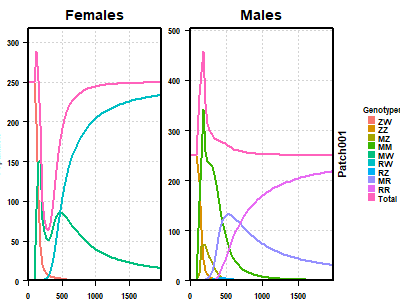 Females
Males
300
250
200
150
100
50
0
0
500
1000
1500
500
400
300
200
100
0
0
500
1000
1500
Patch001
Genotypes
ZW
ZZ
MZ
MM
MW
RW
RZ
MR
RR
Total